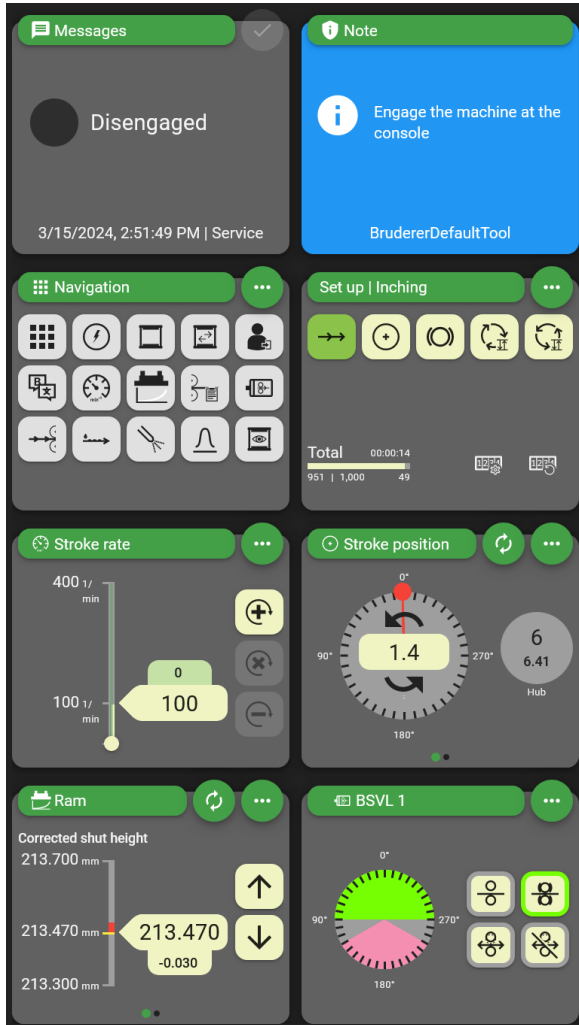 Messages
Disengaged
3/15/2024, 2:51:49 PM | Service
Note
Engage the machine at the
console
BrudererDefaultTool
Navigation
min⁻¹
Set up | Inching
Total 00:00:14
951 | 1,000 49
Stroke rate
400 1/
min
0
100
100 1/
min
Stroke position
0°
90°
1.4
270°
180°
6
6.41
Hub
Ram
Corrected shut height
213.700 mm
213.470 mm
213.470
-0.030
213.300 mm
BSVL 1
0°
90°
270°
180°